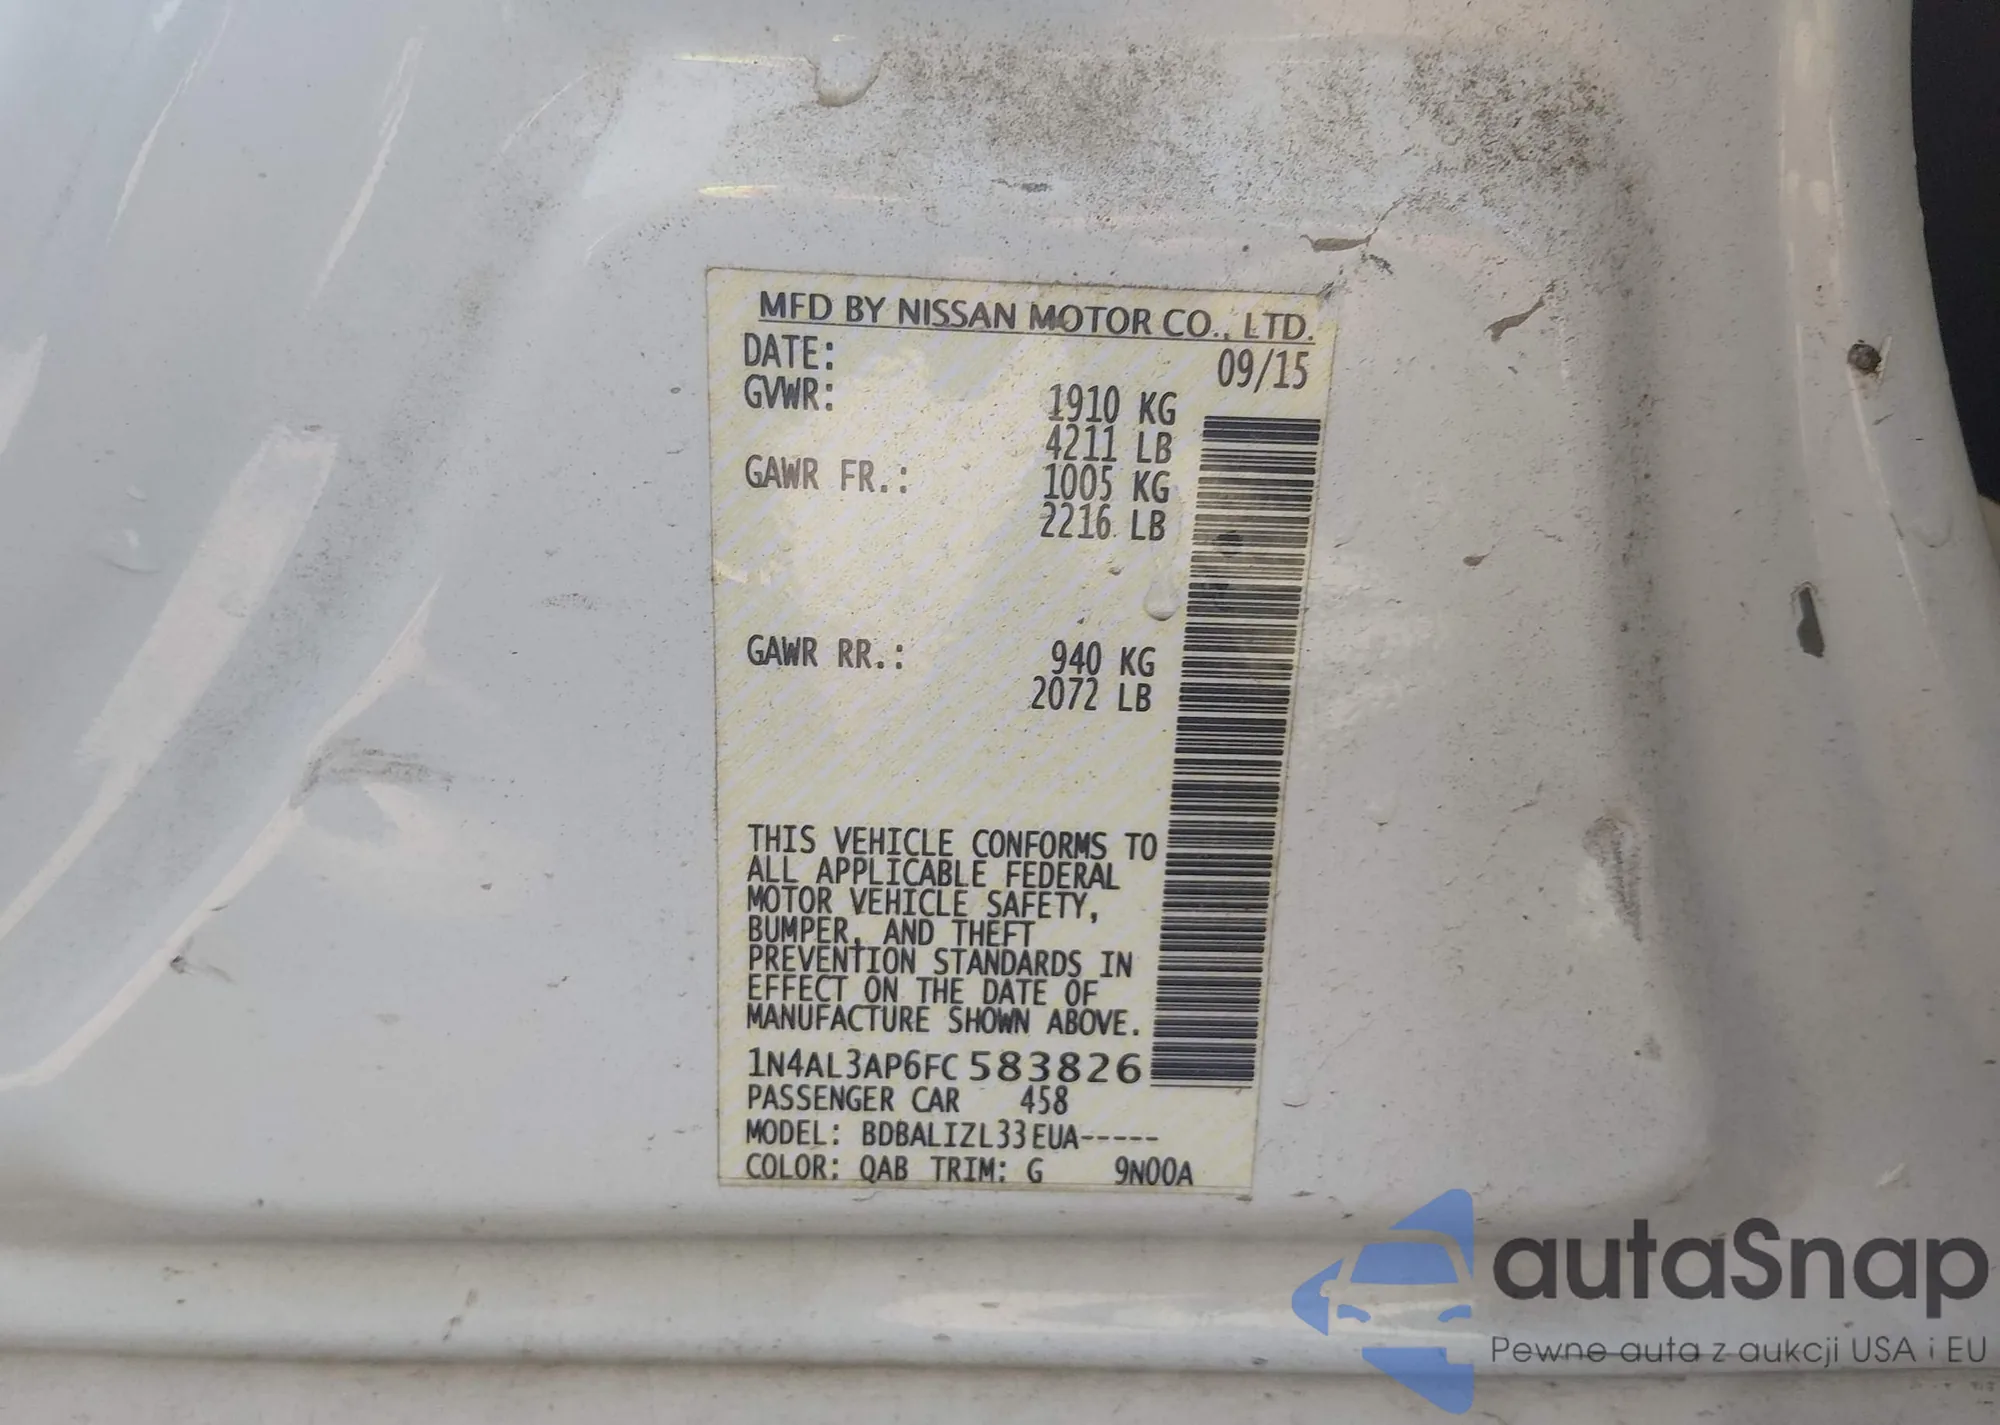 MFD BY NISSAN MOTOR CO., LTD.
DATE: 09/15
GVWR: 1910 KG
4211 LB
GAWR FR.: 1005 KG
2216 LB
GAWR RR.: 940 KG
2072 LB
THIS VEHICLE CONFORMS TO
ALL APPLICABLE FEDERAL
MOTOR VEHICLE SAFETY,
BUMPER, AND THEFT
PREVENTION STANDARDS IN
EFFECT ON THE DATE OF
MANUFACTURE SHOWN ABOVE.
1N4AL3AP6FC583826
PASSENGER CAR 458
MODEL: BDBALIZL33EUA-----
COLOR: QAB TRIM: G 9N00A
autaSnap
Pewne auta z aukcji USA i EU